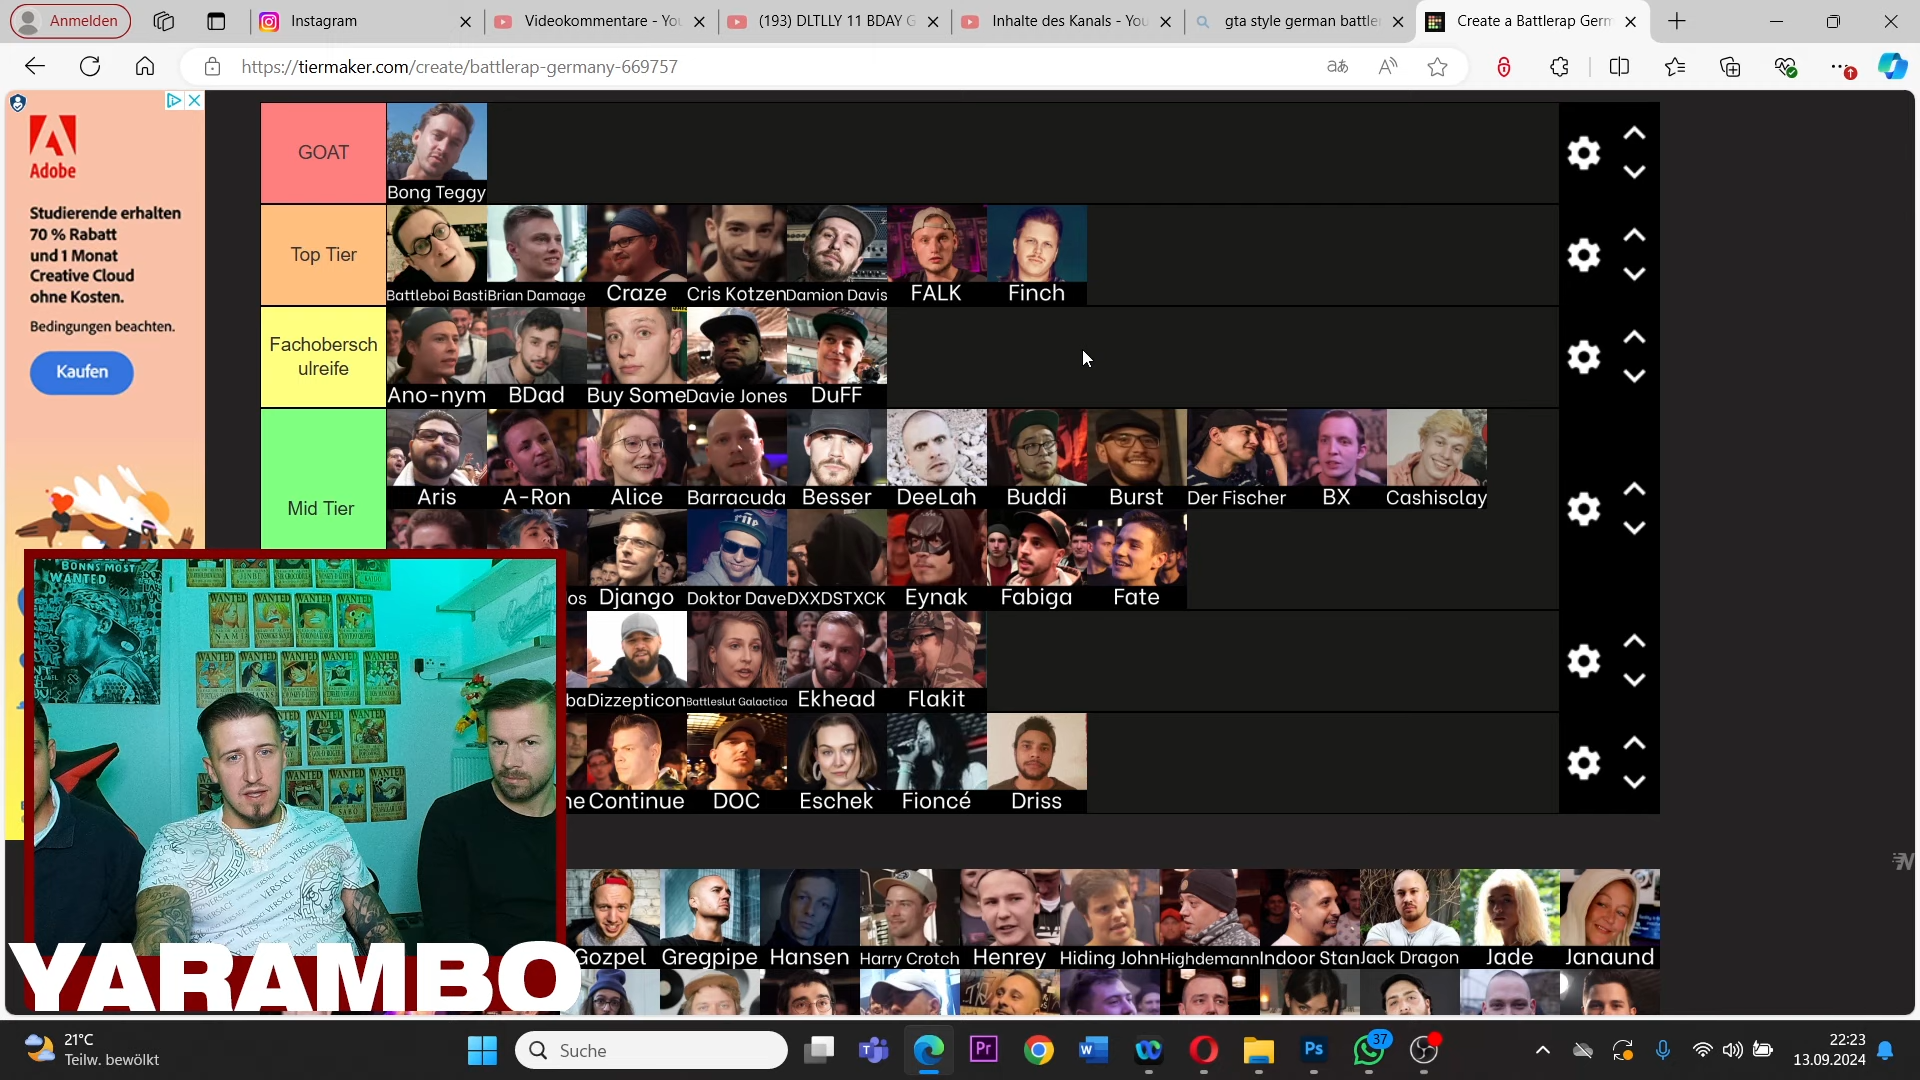 Anmelden
Instagram
Videokommentare - You
(193) DLTLLY 11 BDAY G
Inhalte des Kanals - You
gta style german battler
Create a Battlerap Germ
https://tiermaker.com/create/battlerap-germany-669757
Adobe
Studierende erhalten
70 % Rabatt
und 1 Monat
Creative Cloud
ohne Kosten.
Bedingungen beachten.
Kaufen
GOAT
Bong Teggy
Top Tier
Battleboi Basti Brian Damage Craze Cris Kotzen Damion Davis FALK Finch
Fachobersch
ulreife
Ano-nym BDad Buy Some Davie Jones DuFF
Mid Tier
Aris A-Ron Alice Barracuda Besser DeeLah Buddi Burst Der Fischer BX Cashisclay
os Django Doktor Dave DXXDSTXCK Eynak Fabiga Fate
ba Dizzepticon Battleslut Galactica Ekhead Flakit
ne Continue DOC Eschek Fioncé Driss
Gozpel Gregpipe Hansen Harry Crotch Henrey Hiding John Highdemann Indoor Stan Jack Dragon Jade Janaund
BONNS MOST
WANTED
YARAMBO
21°C
Teilw. bewölkt
Suche
37
22:23
13.09.2024